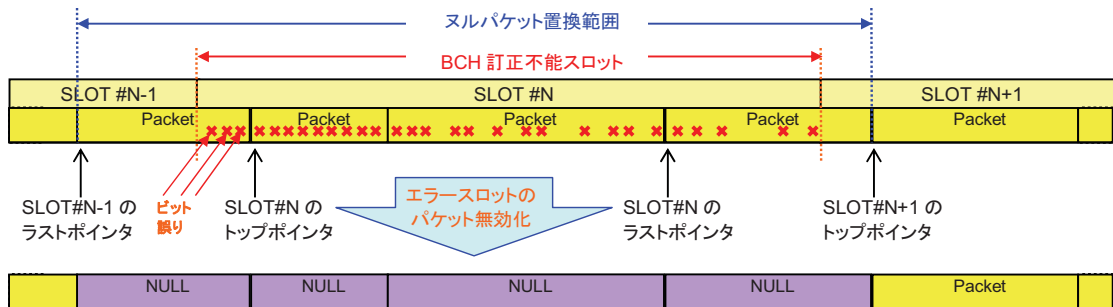 ヌルパケット置換範囲
BCH 訂正不能スロット
SLOT #N-1
SLOT #N
SLOT #N+1
Packet
Packet
Packet
Packet
Packet
SLOT#N-1 の
ラストポインタ
ビット
誤り
SLOT#N の
トップポインタ
エラースロットの
パケット無効化
SLOT#N の
ラストポインタ
SLOT#N+1 の
トップポインタ
NULL
NULL
NULL
NULL
Packet